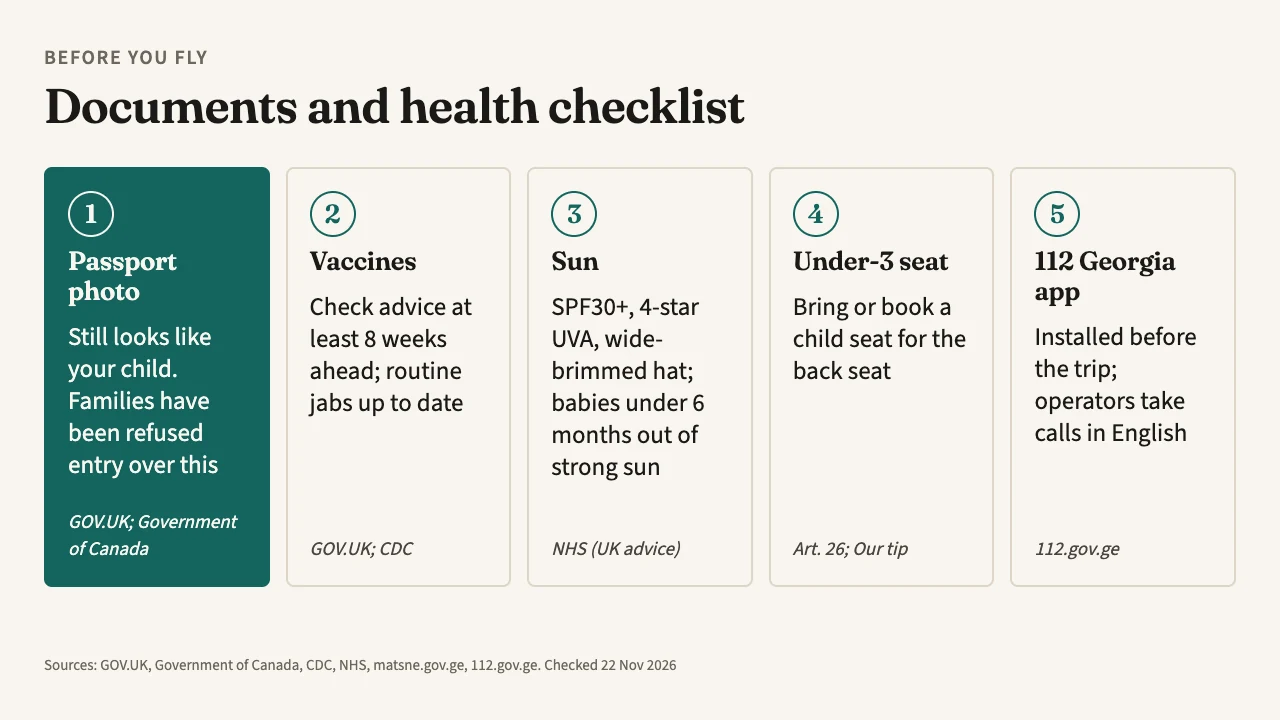 BEFORE YOU FLY
Documents and health checklist
1
Passport
photo
Still looks like
your child.
Families have
been refused
entry over this
GOV.UK; Government
of Canada
2
Vaccines
Check advice at
least 8 weeks
ahead; routine
jabs up to date
GOV.UK; CDC
3
Sun
SPF30+, 4-star
UVA, wide-
brimmed hat;
babies under 6
months out of
strong sun
NHS (UK advice)
4
Under-3 seat
Bring or book a
child seat for the
back seat
Art. 26; Our tip
5
112 Georgia
app
Installed before
the trip;
operators take
calls in English
112.gov.ge
Sources: GOV.UK, Government of Canada, CDC, NHS, matsne.gov.ge, 112.gov.ge. Checked 22 Nov 2026